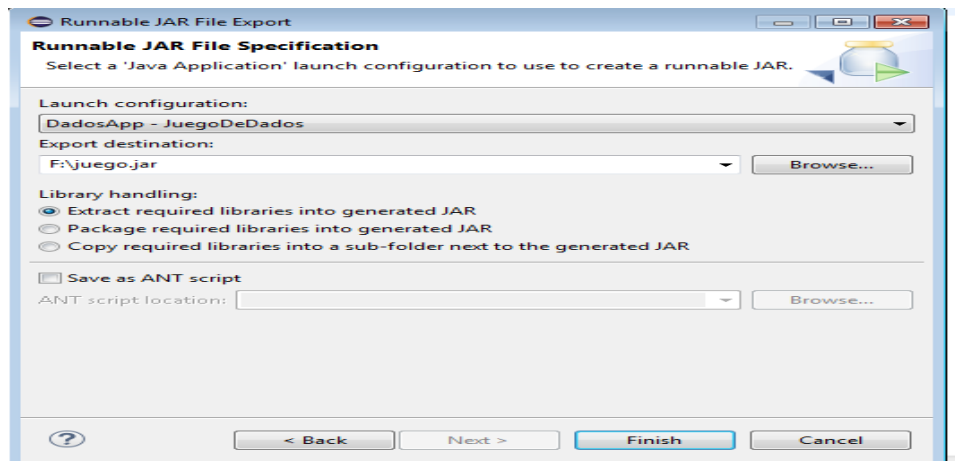 Runnable JAR File Export
Runnable JAR File Specification
Select a 'Java Application' launch configuration to use to create a runnable JAR.
Launch configuration:
DadosApp - JuegoDeDados
Export destination:
F:\juego.jar
Browse...
Library handling:
Extract required libraries into generated JAR
Package required libraries into generated JAR
Copy required libraries into a sub-folder next to the generated JAR
Save as ANT script
ANT script location:
Browse...
?
< Back
Next >
Finish
Cancel